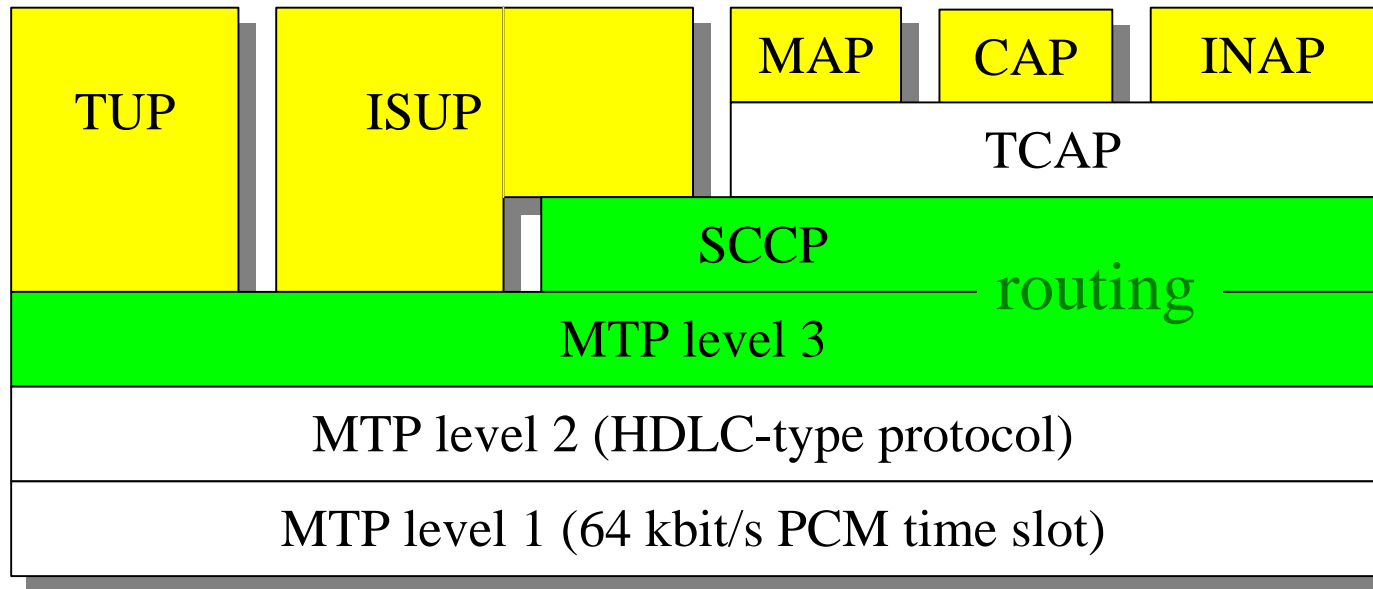 TUP
ISUP
MAP
CAP
INAP
TCAP
SCCP
routing
MTP level 3
MTP level 2 (HDLC-type protocol)
MTP level 1 (64 kbit/s PCM time slot)